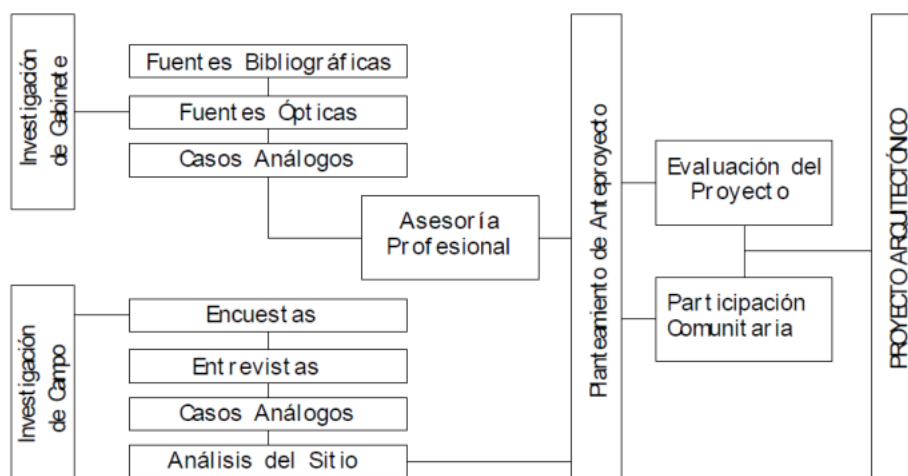 Investigación
de Gabinete
Fuentes Bibliográficas
Fuentes Ópticas
Casos Análogos
Asesoría
Profesional
Investigación
de Campo
Encuestas
Entrevistas
Casos Análogos
Análisis del Sitio
Planteamiento de Anteproyecto
Evaluación del
Proyecto
Participación
Comunitaria
PROYECTO ARQUITECTÓNICO